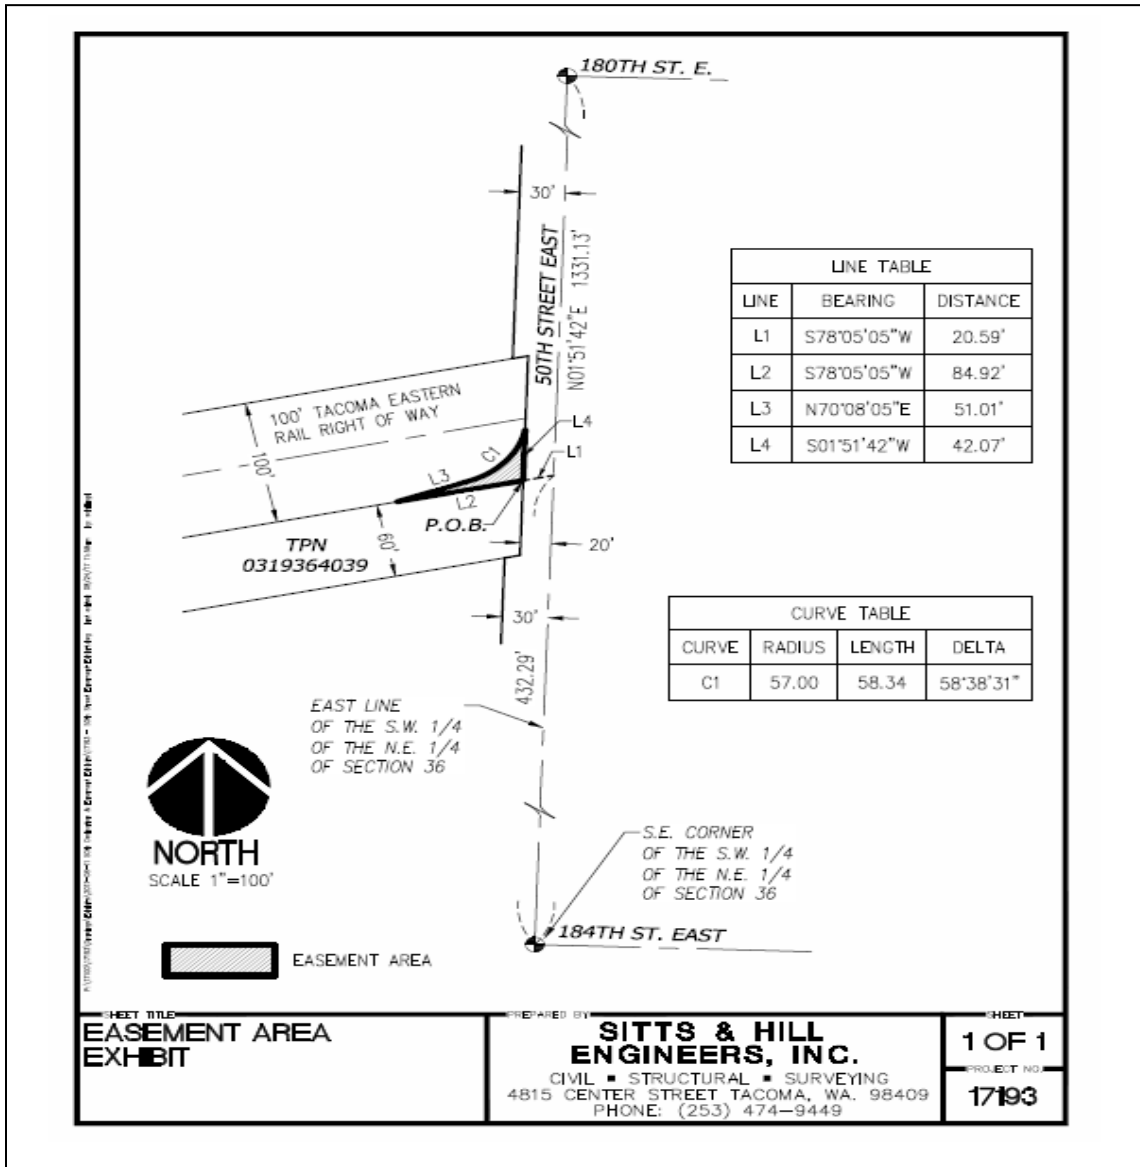 180TH ST. E.
30'
50TH STREET EAST
N01°51'42"E 1331.13'
LINE TABLE
LINE BEARING DISTANCE
L1 S78°05'05"W 20.59'
L2 S78°05'05"W 84.92'
L3 N70°08'05"E 51.01'
L4 S01°51'42"W 42.07'
100' TACOMA EASTERN
RAIL RIGHT OF WAY
100'
L4
C1
L1
L3
L2
P.O.B.
TPN
0319364039
60'
20'
30'
432.29'
CURVE TABLE
CURVE RADIUS LENGTH DELTA
C1 57.00 58.34 58°38'31"
EAST LINE
OF THE S.W. 1/4
OF THE N.E. 1/4
OF SECTION 36
NORTH
SCALE 1"=100'
S.E. CORNER
OF THE S.W. 1/4
OF THE N.E. 1/4
OF SECTION 36
184TH ST. EAST
EASEMENT AREA
SHEET TITLE
EASEMENT AREA
EXHIBIT
PREPARED BY
SITTS & HILL
ENGINEERS, INC.
CIVIL ▪ STRUCTURAL ▪ SURVEYING
4815 CENTER STREET TACOMA, WA. 98409
PHONE: (253) 474-9449
SHEET
1 OF 1
PROJECT NO.
17193